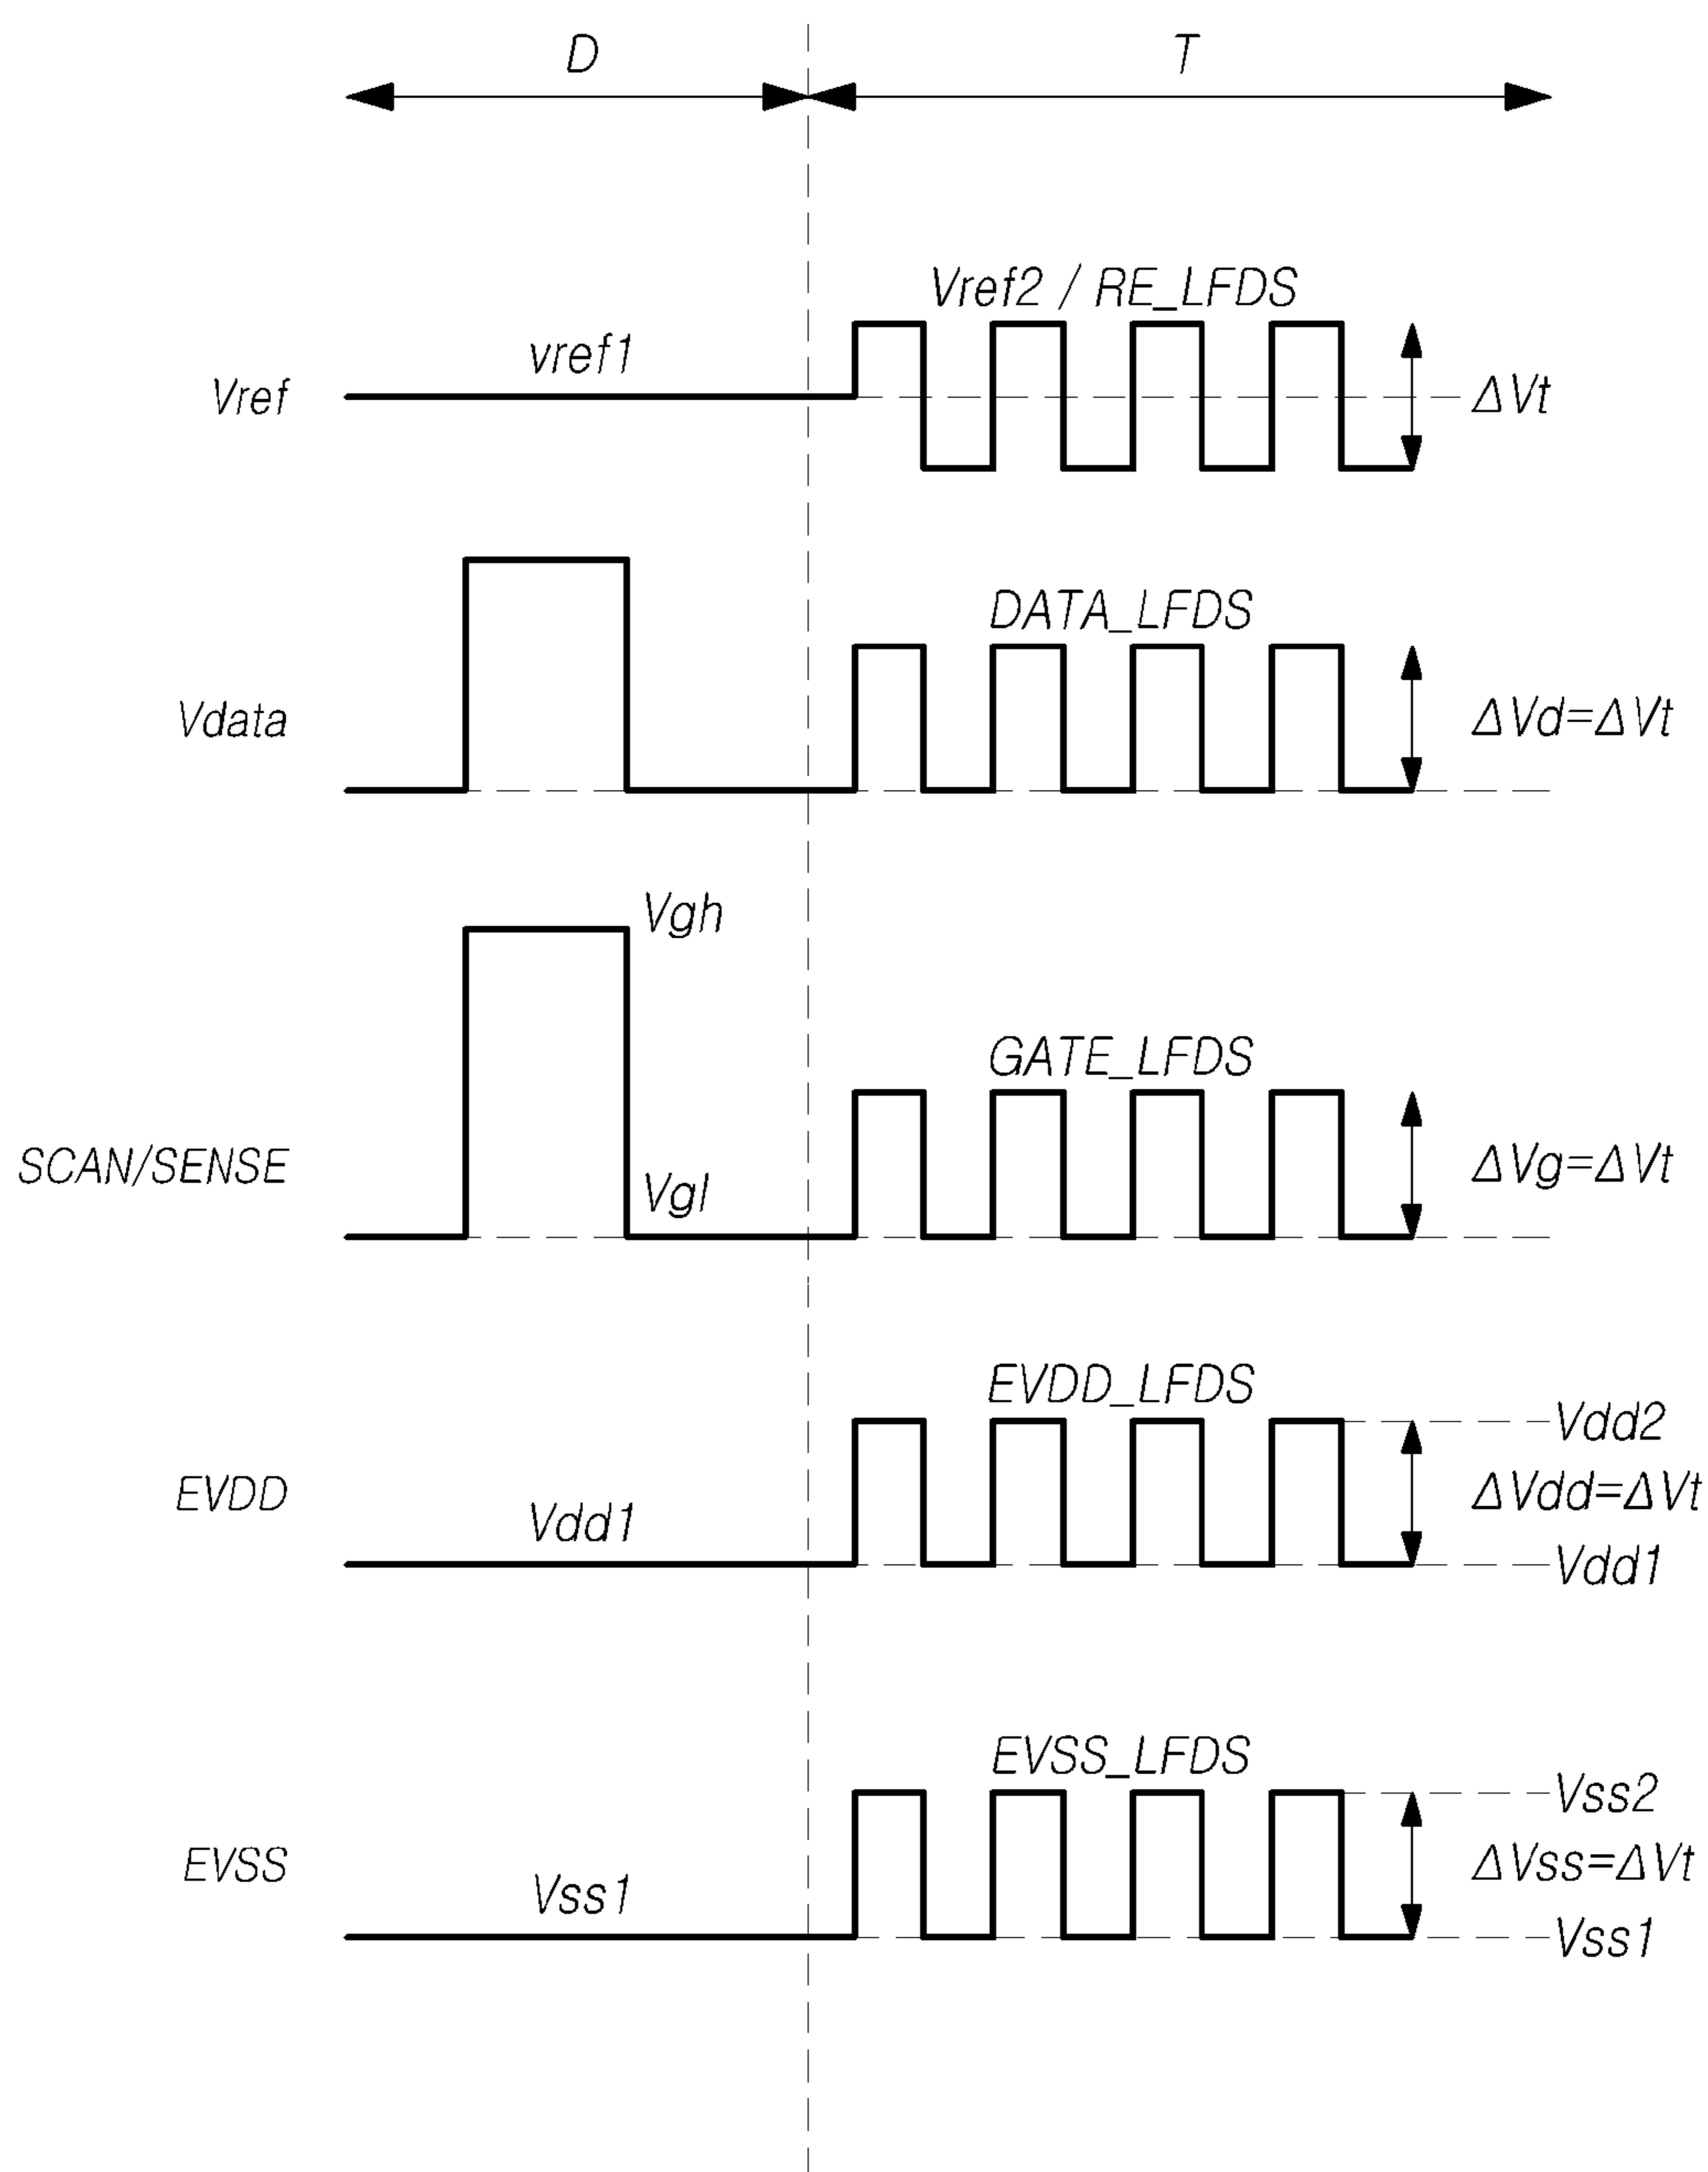 D
T
Vref2 / RE_LFDS
vref1
Vref
ΔVt
DATA_LFDS
Vdata
ΔVd=ΔVt
Vgh
GATE_LFDS
SCAN/SENSE
Vgl
ΔVg=ΔVt
EVDD_LFDS
Vdd2
EVDD
Vdd1
ΔVdd=ΔVt
Vdd1
EVSS_LFDS
Vss2
EVSS
Vss1
ΔVss=ΔVt
Vss1